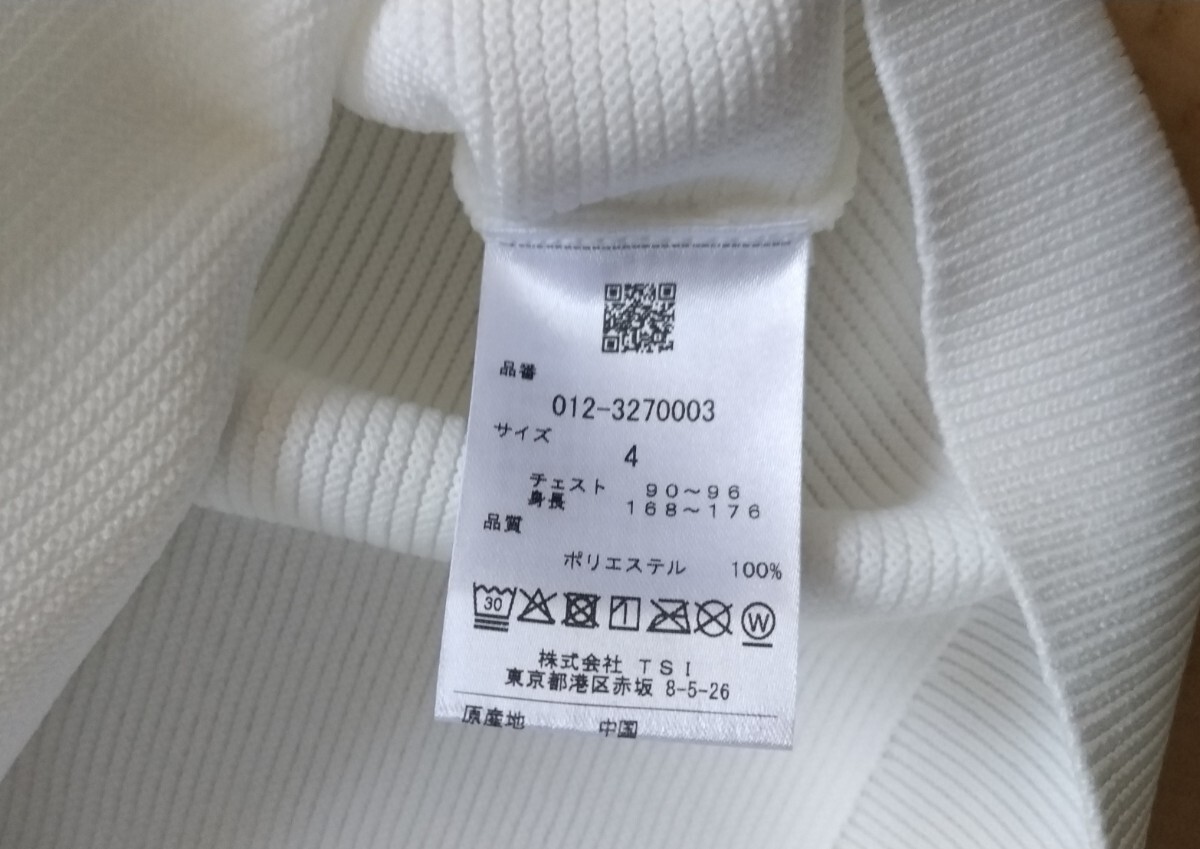 品番
012-3270003
サイズ
4
チェスト 90～96
身長 168～176
品質
ポリエステル 100%
30 W
株式会社 TSI
東京都港区赤坂 8-5-26
原産地 中国